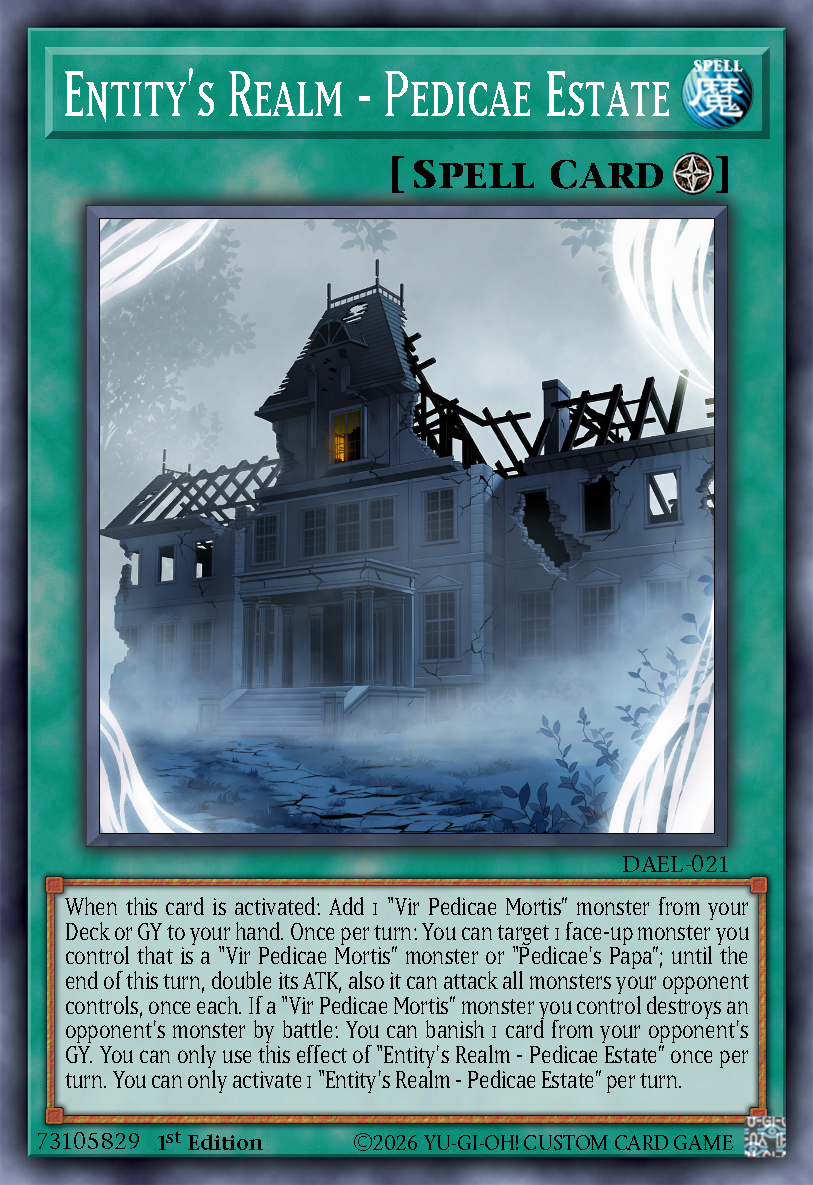 Entity's Realm - Pedicae Estate
SPELL
魔
[ Spell Card ]
DAEL-021
When this card is activated: Add 1 "Vir Pedicae Mortis" monster from your
Deck or GY to your hand. Once per turn: You can target 1 face-up monster you
control that is a "Vir Pedicae Mortis" monster or "Pedicae's Papa"; until the
end of this turn, double its ATK, also it can attack all monsters your opponent
controls, once each. If a "Vir Pedicae Mortis" monster you control destroys an
opponent's monster by battle: You can banish 1 card from your opponent's
GY. You can only use this effect of "Entity's Realm - Pedicae Estate" once per
turn. You can only activate 1 "Entity's Realm - Pedicae Estate" per turn.
73105829 1st Edition ©2026 YU-GI-OH! CUSTOM CARD GAME